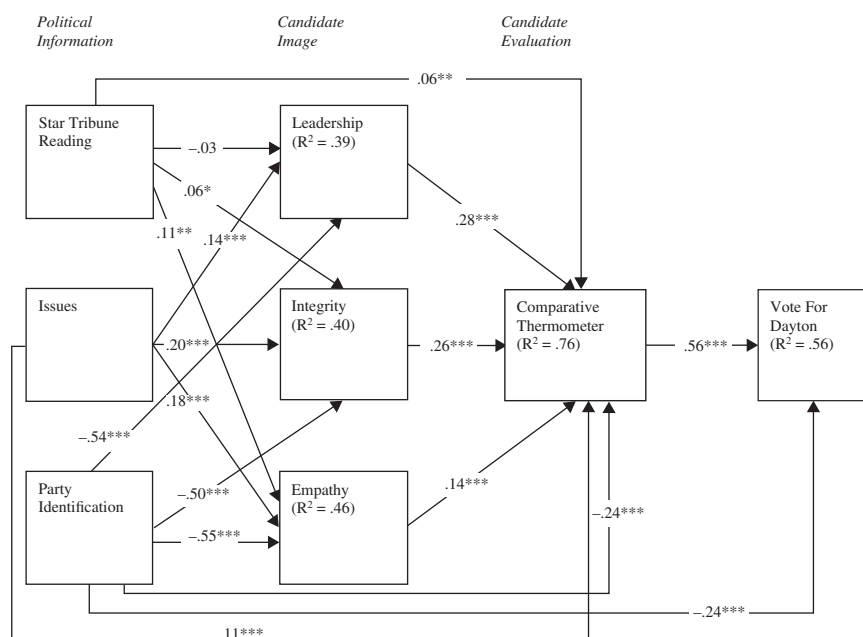 Political
Information
Candidate
Image
Candidate
Evaluation
.06**
Star Tribune
Reading
–.03
Leadership
(R² = .39)
.06*
.11**
.14***
.28***
Issues
.20***
Integrity
(R² = .40)
.26***
Comparative
Thermometer
(R² = .76)
.56***
Vote For
Dayton
(R² = .56)
.18***
–.54***
Party
Identification
–.50***
–.55***
Empathy
(R² = .46)
.14***
–.24***
–.24***
.11***